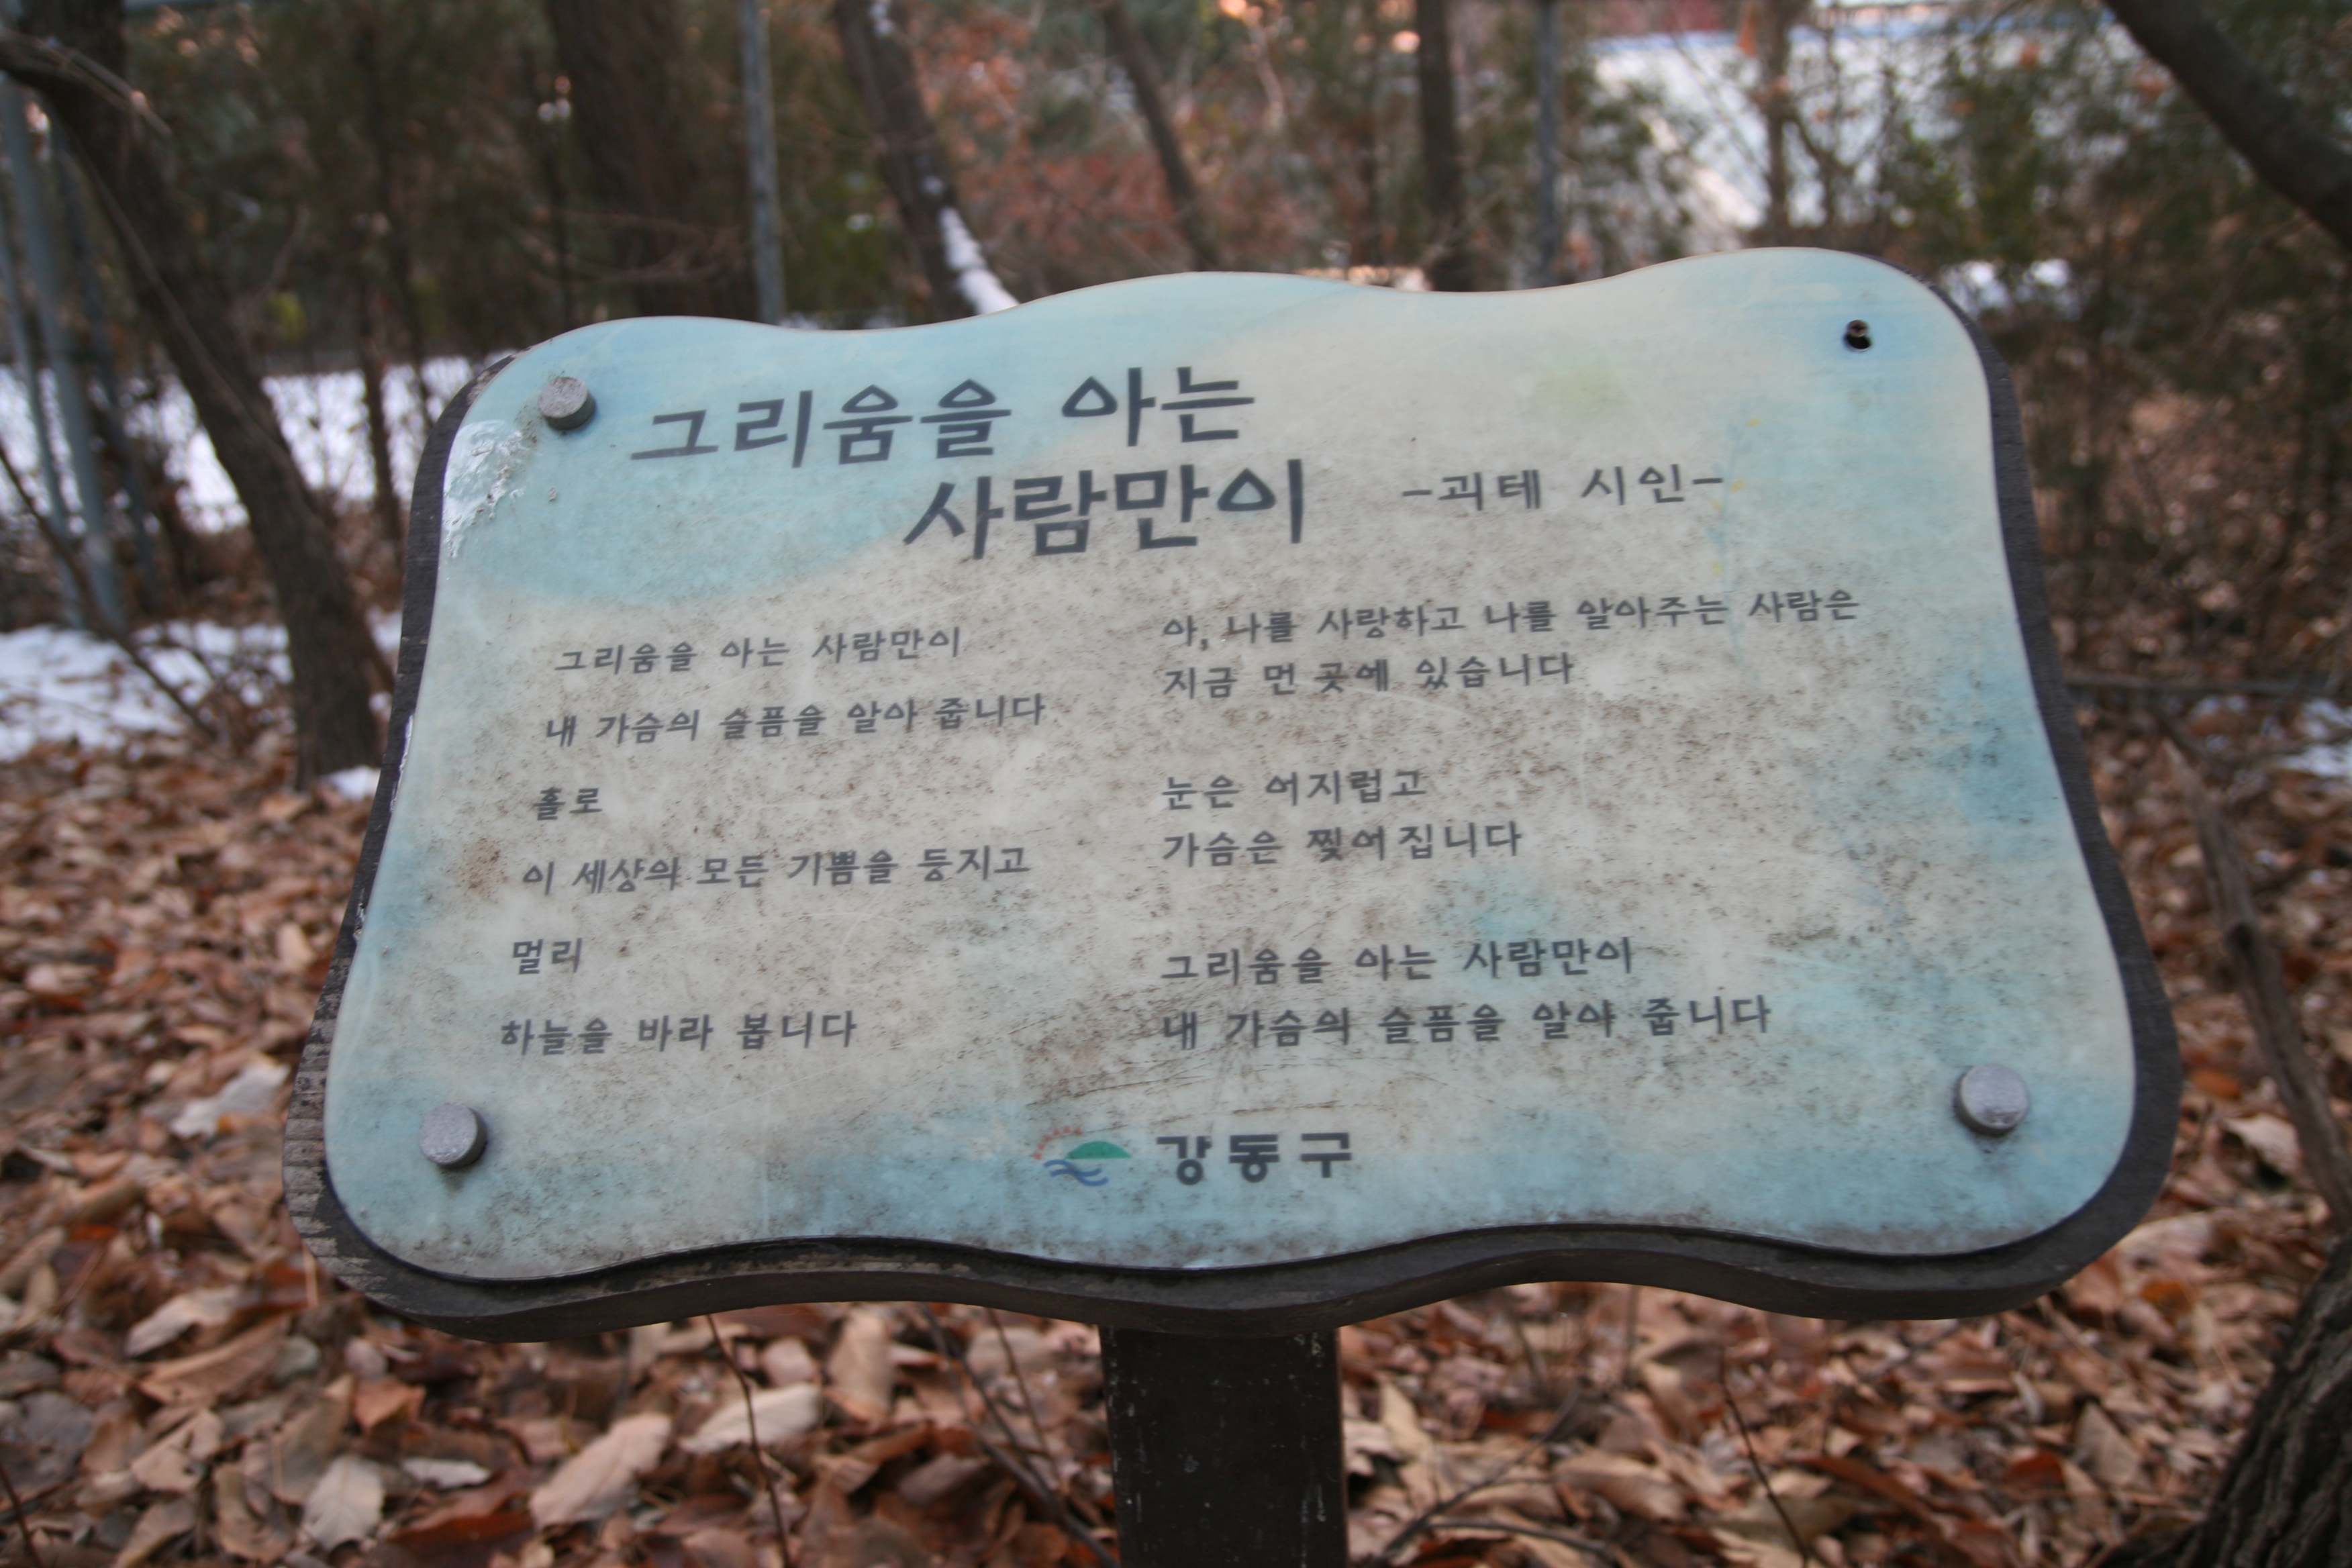 그리움을 아는
사람만이 -괴테 시인-
그리움을 아는 사람만이
내 가슴의 슬픔을 알아 줍니다
홀로
이 세상의 모든 기쁨을 등지고
멀리
하늘을 바라 봅니다
아, 나를 사랑하고 나를 알아주는 사람은
지금 먼 곳에 있습니다
눈은 어지럽고
가슴은 찢어집니다
그리움을 아는 사람만이
내 가슴의 슬픔을 알아 줍니다
강동구